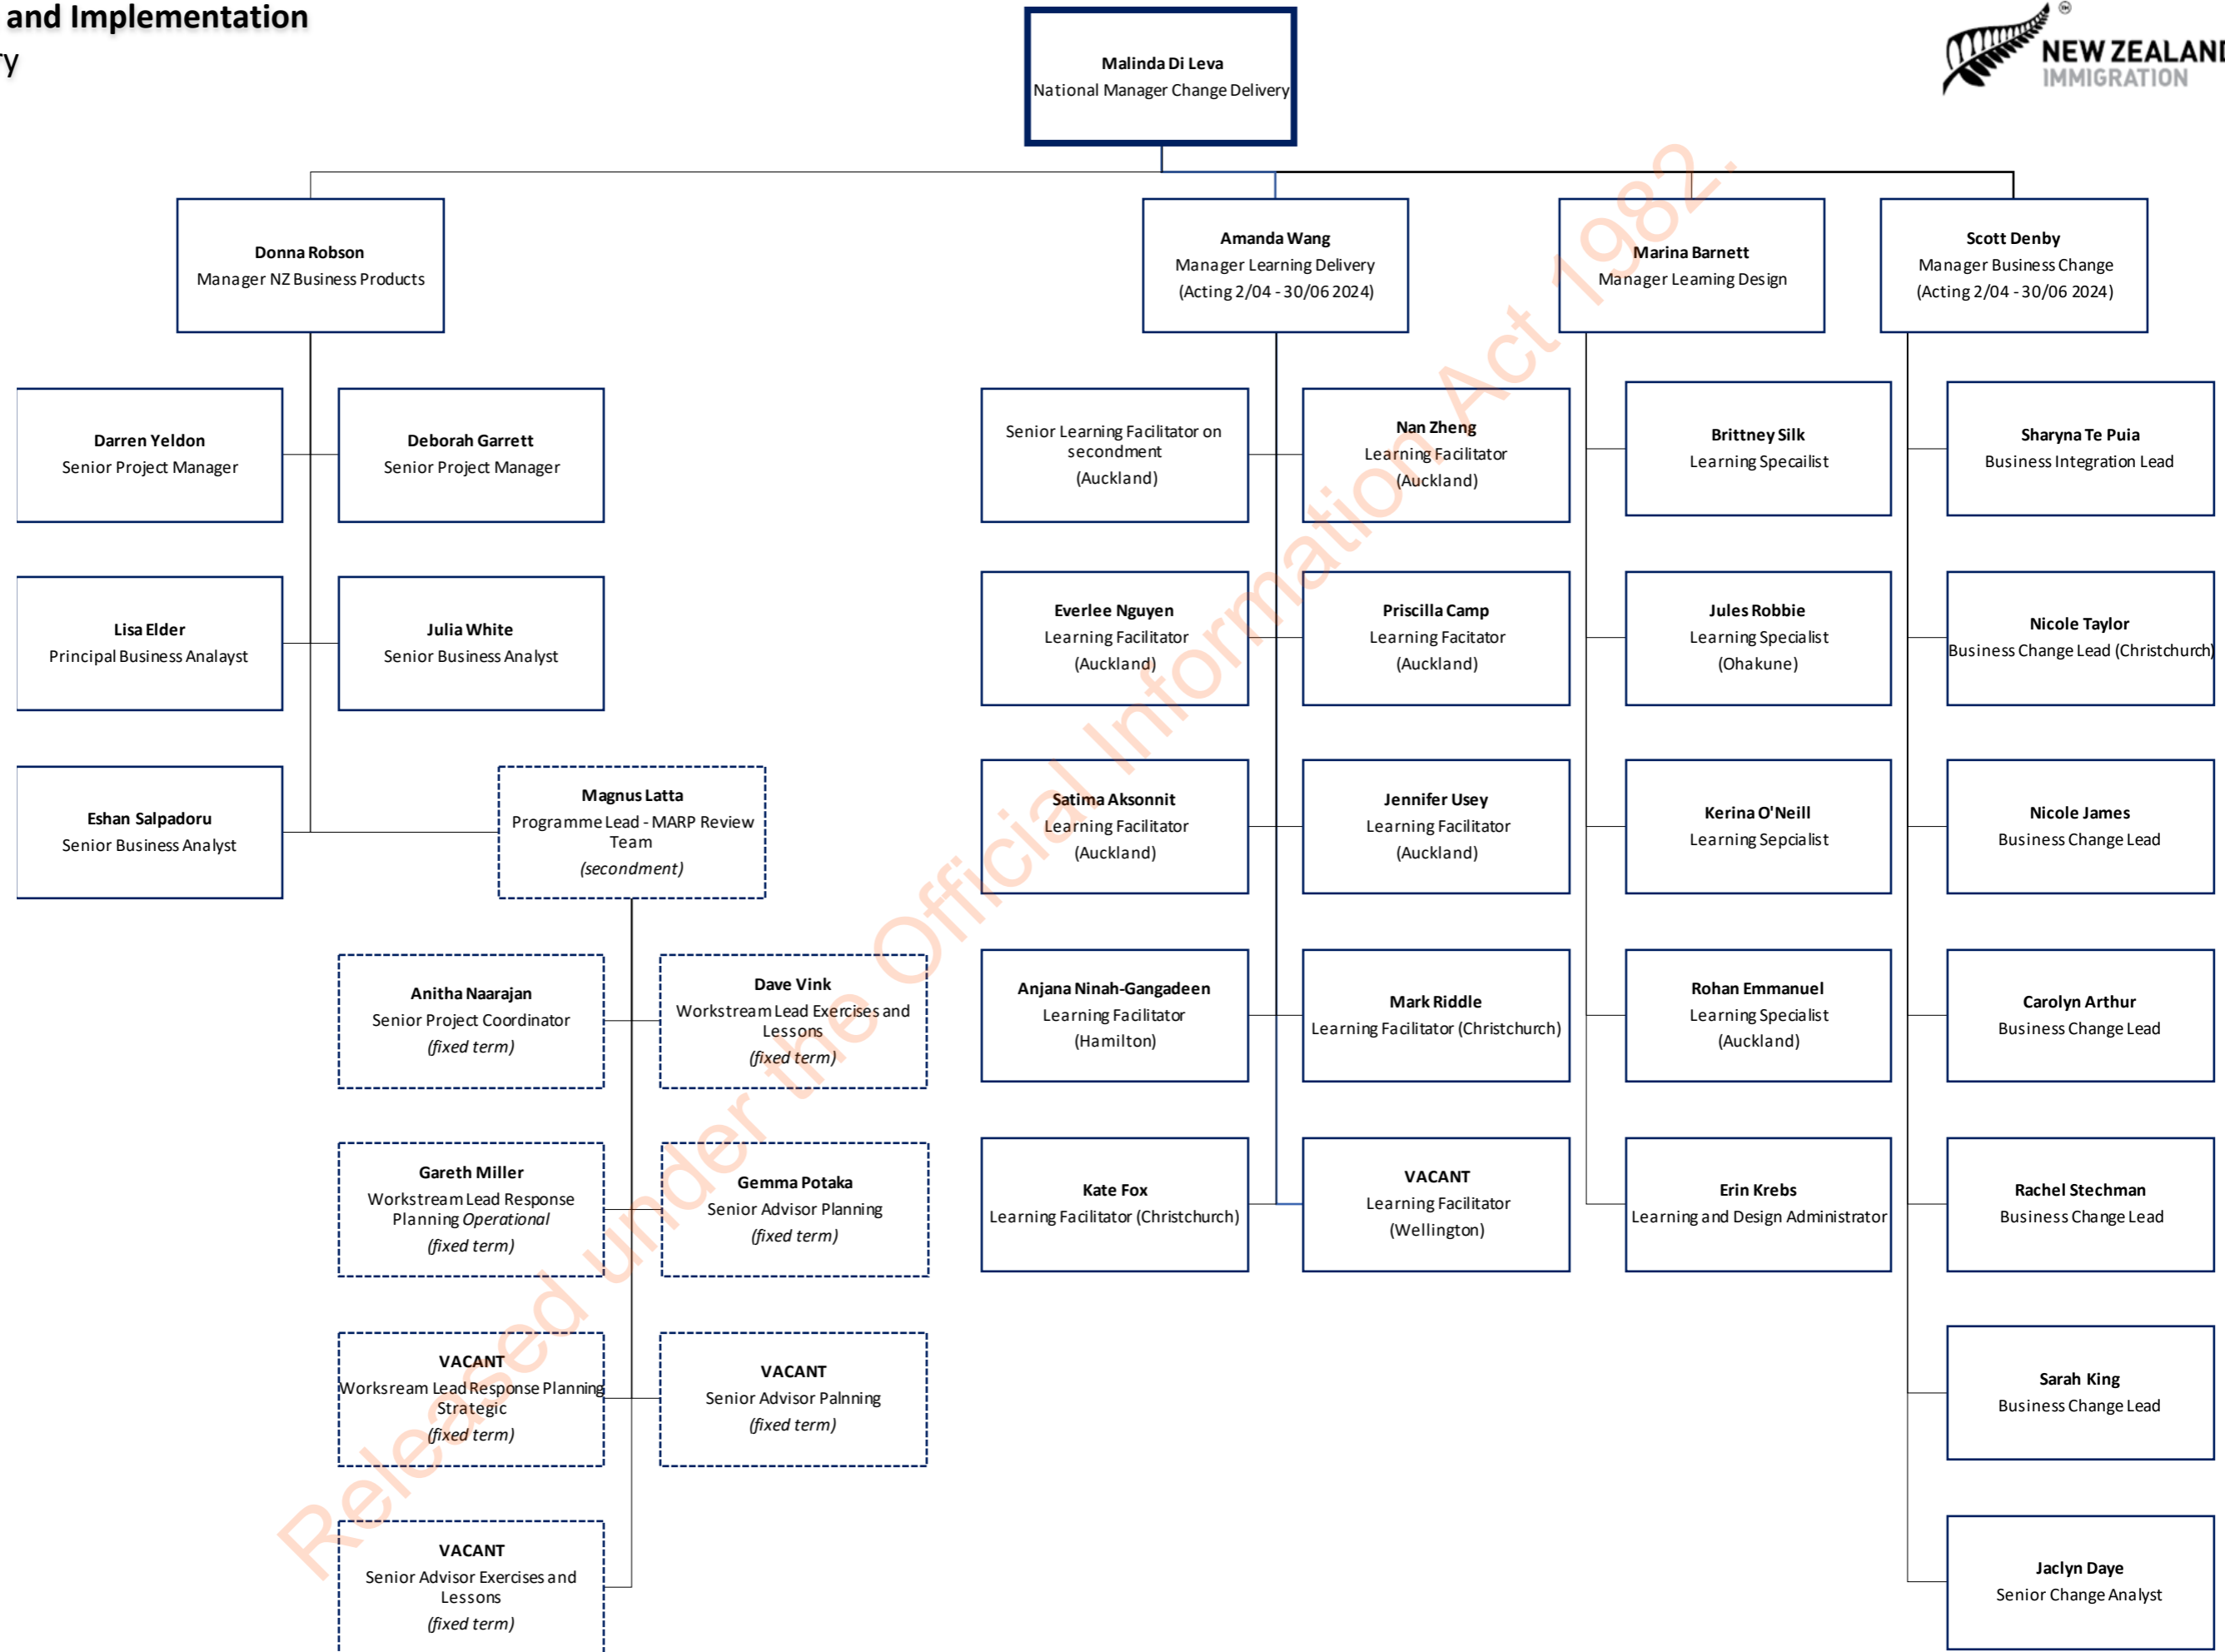 and Implementation
ry
NEW ZEALAND
IMMIGRATION
Malinda Di Leva
National Manager Change Delivery
Donna Robson
Manager NZ Business Products
Amanda Wang
Manager Learning Delivery
(Acting 2/04 - 30/06 2024)
Marina Barnett
Manager Learning Design
Scott Denby
Manager Business Change
(Acting 2/04 - 30/06 2024)
Darren Yeldon
Senior Project Manager
Deborah Garrett
Senior Project Manager
Lisa Elder
Principal Business Analayst
Julia White
Senior Business Analyst
Eshan Salpadoru
Senior Business Analyst
Magnus Latta
Programme Lead - MARP Review
Team
(secondment)
Anitha Naarajan
Senior Project Coordinator
(fixed term)
Dave Vink
Workstream Lead Exercises and
Lessons
(fixed term)
Gareth Miller
Workstream Lead Response
Planning Operational
(fixed term)
Gemma Potaka
Senior Advisor Planning
(fixed term)
VACANT
Worksream Lead Response Planning
Strategic
(fixed term)
VACANT
Senior Advisor Palnning
(fixed term)
VACANT
Senior Advisor Exercises and
Lessons
(fixed term)
Senior Learning Facilitator on
secondment
(Auckland)
Nan Zheng
Learning Facilitator
(Auckland)
Everlee Nguyen
Learning Facilitator
(Auckland)
Priscilla Camp
Learning Facitator
(Auckland)
Satima Aksonnit
Learning Facilitator
(Auckland)
Jennifer Usey
Learning Facilitator
(Auckland)
Anjana Ninah-Gangadeen
Learning Facilitator
(Hamilton)
Mark Riddle
Learning Facilitator (Christchurch)
Kate Fox
Learning Facilitator (Christchurch)
VACANT
Learning Facilitator
(Wellington)
Brittney Silk
Learning Specailist
Jules Robbie
Learning Specialist
(Ohakune)
Kerina O'Neill
Learning Sepcialist
Rohan Emmanuel
Learning Specialist
(Auckland)
Erin Krebs
Learning and Design Administrator
Sharyna Te Puia
Business Integration Lead
Nicole Taylor
Business Change Lead (Christchurch)
Nicole James
Business Change Lead
Carolyn Arthur
Business Change Lead
Rachel Stechman
Business Change Lead
Sarah King
Business Change Lead
Jaclyn Daye
Senior Change Analyst
Released under the Official Information Act 1982.